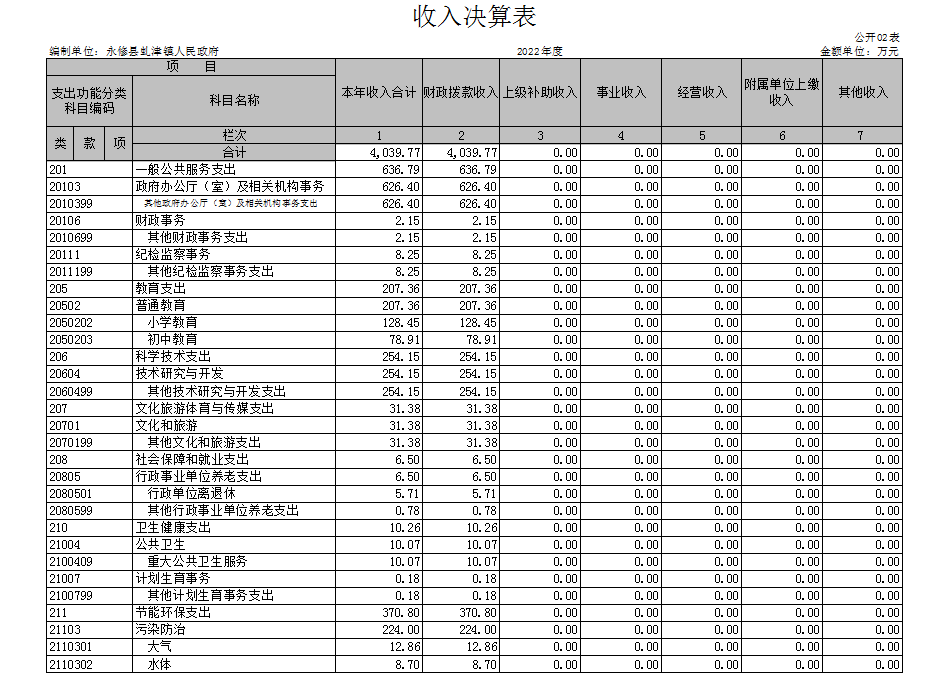 收入决算表
公开02表
编制单位：永修县虬津镇人民政府 2022年度 金额单位：万元
项 目 本年收入合计 财政拨款收入 上级补助收入 事业收入 经营收入 附属单位上缴收入 其他收入
支出功能分类科目编码 科目名称
类 款 项 栏次 1 2 3 4 5 6 7
合计 4,039.77 4,039.77 0.00 0.00 0.00 0.00 0.00
201 一般公共服务支出 636.79 636.79 0.00 0.00 0.00 0.00 0.00
20103 政府办公厅（室）及相关机构事务 626.40 626.40 0.00 0.00 0.00 0.00 0.00
2010399 其他政府办公厅（室）及相关机构事务支出 626.40 626.40 0.00 0.00 0.00 0.00 0.00
20106 财政事务 2.15 2.15 0.00 0.00 0.00 0.00 0.00
2010699 其他财政事务支出 2.15 2.15 0.00 0.00 0.00 0.00 0.00
20111 纪检监察事务 8.25 8.25 0.00 0.00 0.00 0.00 0.00
2011199 其他纪检监察事务支出 8.25 8.25 0.00 0.00 0.00 0.00 0.00
205 教育支出 207.36 207.36 0.00 0.00 0.00 0.00 0.00
20502 普通教育 207.36 207.36 0.00 0.00 0.00 0.00 0.00
2050202 小学教育 128.45 128.45 0.00 0.00 0.00 0.00 0.00
2050203 初中教育 78.91 78.91 0.00 0.00 0.00 0.00 0.00
206 科学技术支出 254.15 254.15 0.00 0.00 0.00 0.00 0.00
20604 技术研究与开发 254.15 254.15 0.00 0.00 0.00 0.00 0.00
2060499 其他技术研究与开发支出 254.15 254.15 0.00 0.00 0.00 0.00 0.00
207 文化旅游体育与传媒支出 31.38 31.38 0.00 0.00 0.00 0.00 0.00
20701 文化和旅游 31.38 31.38 0.00 0.00 0.00 0.00 0.00
2070199 其他文化和旅游支出 31.38 31.38 0.00 0.00 0.00 0.00 0.00
208 社会保障和就业支出 6.50 6.50 0.00 0.00 0.00 0.00 0.00
20805 行政事业单位养老支出 6.50 6.50 0.00 0.00 0.00 0.00 0.00
2080501 行政单位离退休 5.71 5.71 0.00 0.00 0.00 0.00 0.00
2080599 其他行政事业单位养老支出 0.78 0.78 0.00 0.00 0.00 0.00 0.00
210 卫生健康支出 10.26 10.26 0.00 0.00 0.00 0.00 0.00
21004 公共卫生 10.07 10.07 0.00 0.00 0.00 0.00 0.00
2100409 重大公共卫生服务 10.07 10.07 0.00 0.00 0.00 0.00 0.00
21007 计划生育事务 0.18 0.18 0.00 0.00 0.00 0.00 0.00
2100799 其他计划生育事务支出 0.18 0.18 0.00 0.00 0.00 0.00 0.00
211 节能环保支出 370.80 370.80 0.00 0.00 0.00 0.00 0.00
21103 污染防治 224.00 224.00 0.00 0.00 0.00 0.00 0.00
2110301 大气 12.86 12.86 0.00 0.00 0.00 0.00 0.00
2110302 水体 8.70 8.70 0.00 0.00 0.00 0.00 0.00